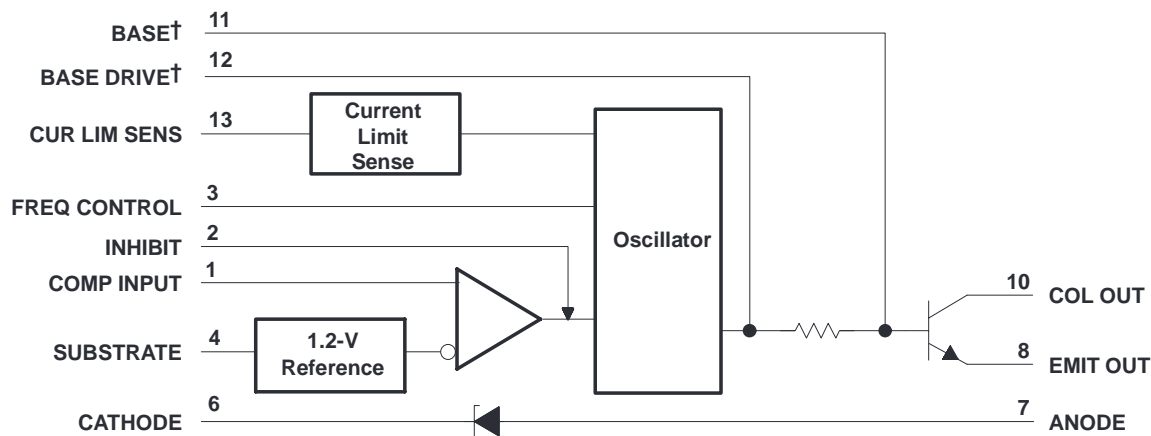 BASE† 11
BASE DRIVE† 12
CUR LIM SENS 13
Current
Limit
Sense
FREQ CONTROL 3
INHIBIT 2
COMP INPUT 1
Oscillator
SUBSTRATE 4
1.2-V
Reference
10 COL OUT
8 EMIT OUT
CATHODE 6
7 ANODE